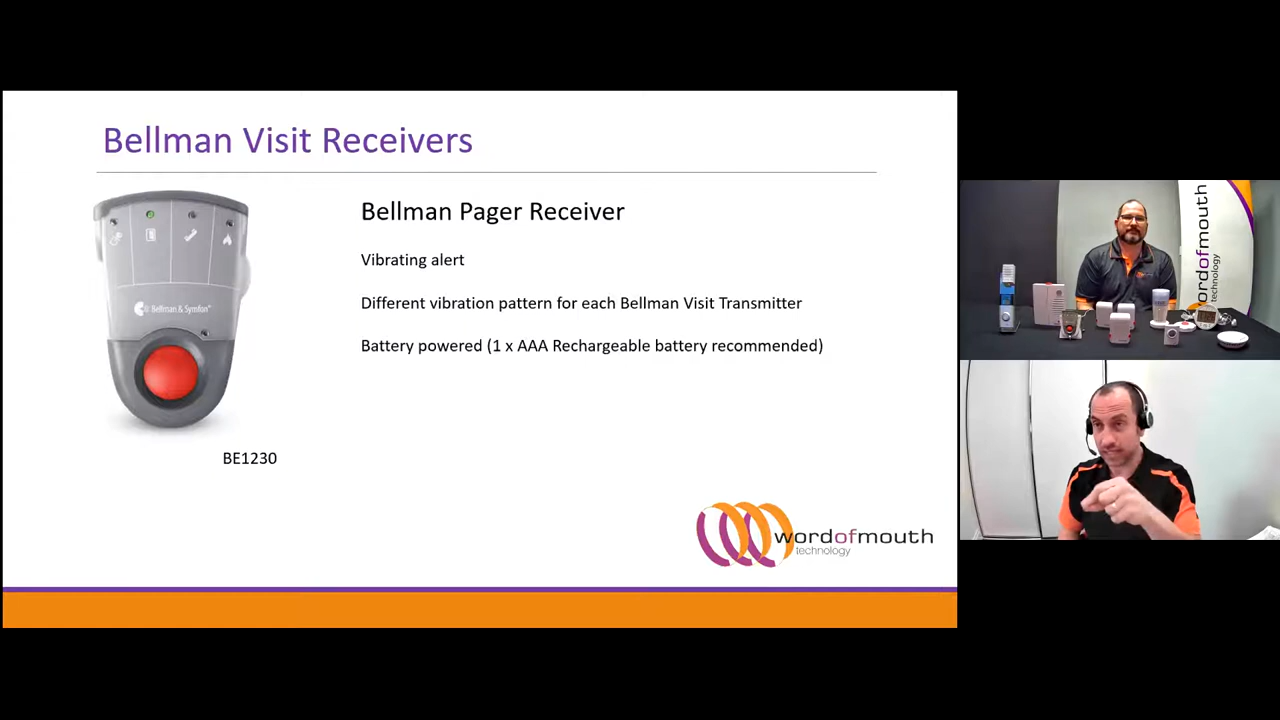 Bellman Visit Receivers
Bellman Pager Receiver
Vibrating alert
Different vibration pattern for each Bellman Visit Transmitter
Battery powered (1 x AAA Rechargeable battery recommended)
Bellman & Symfon
BE1230
wordofmouth
technology
wordofmouth
technology